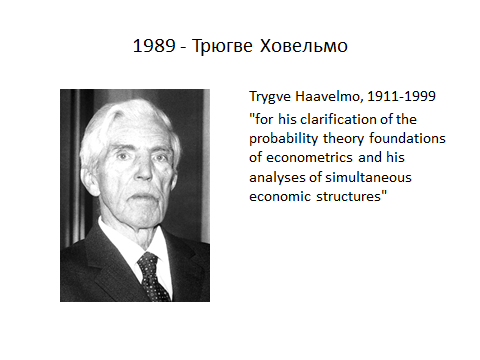 1989 - Трюгве Ховельмо
Trygve Haavelmo, 1911-1999
"for his clarification of the
probability theory foundations
of econometrics and his
analyses of simultaneous
economic structures"